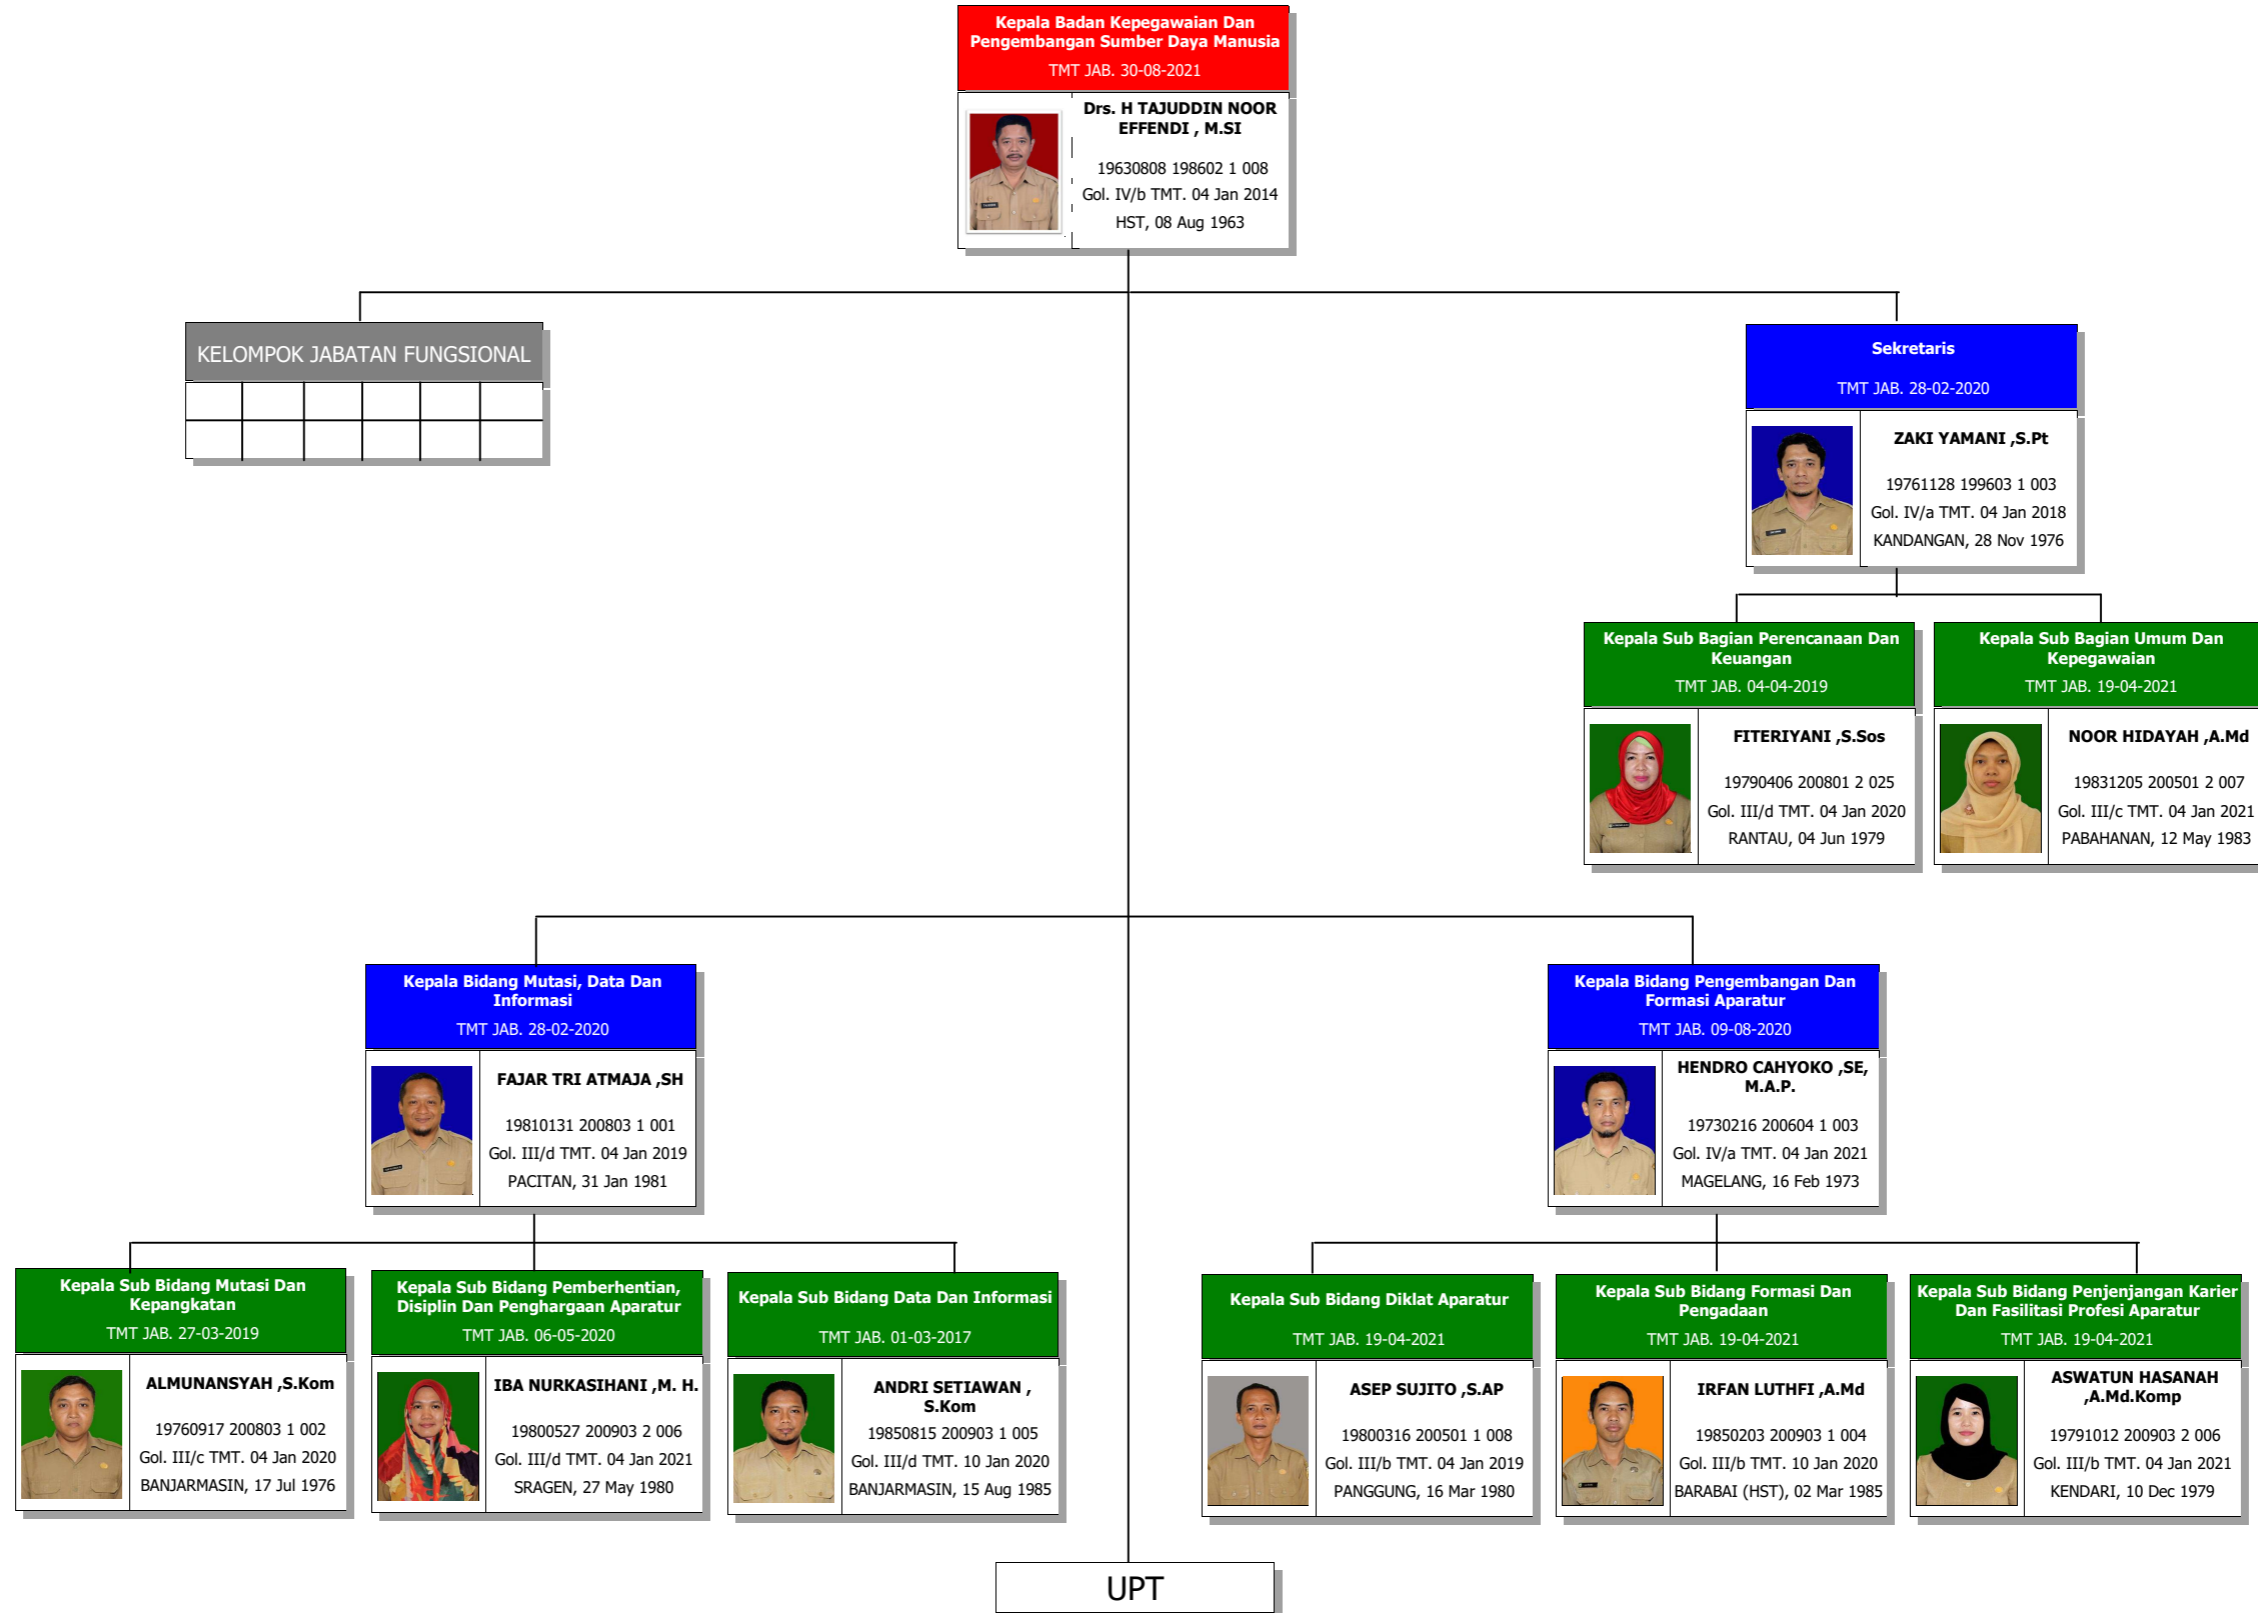 Kepala Badan Kepegawaian Dan
Pengembangan Sumber Daya Manusia
TMT JAB. 30-08-2021
Drs. H TAJUDDIN NOOR
EFFENDI , M.SI
19630808 198602 1 008
Gol. IV/b TMT. 04 Jan 2014
HST, 08 Aug 1963
KELOMPOK JABATAN FUNGSIONAL
Sekretaris
TMT JAB. 28-02-2020
ZAKI YAMANI ,S.Pt
19761128 199603 1 003
Gol. IV/a TMT. 04 Jan 2018
KANDANGAN, 28 Nov 1976
Kepala Sub Bagian Perencanaan Dan
Keuangan
TMT JAB. 04-04-2019
FITERIYANI ,S.Sos
19790406 200801 2 025
Gol. III/d TMT. 04 Jan 2020
RANTAU, 04 Jun 1979
Kepala Sub Bagian Umum Dan
Kepegawaian
TMT JAB. 19-04-2021
NOOR HIDAYAH ,A.Md
19831205 200501 2 007
Gol. III/c TMT. 04 Jan 2021
PABAHANAN, 12 May 1983
Kepala Bidang Mutasi, Data Dan
Informasi
TMT JAB. 28-02-2020
FAJAR TRI ATMAJA ,SH
19810131 200803 1 001
Gol. III/d TMT. 04 Jan 2019
PACITAN, 31 Jan 1981
Kepala Bidang Pengembangan Dan
Formasi Aparatur
TMT JAB. 09-08-2020
HENDRO CAHYOKO ,SE,
M.A.P.
19730216 200604 1 003
Gol. IV/a TMT. 04 Jan 2021
MAGELANG, 16 Feb 1973
Kepala Sub Bidang Mutasi Dan
Kepangkatan
TMT JAB. 27-03-2019
ALMUNANSYAH ,S.Kom
19760917 200803 1 002
Gol. III/c TMT. 04 Jan 2020
BANJARMASIN, 17 Jul 1976
Kepala Sub Bidang Pemberhentian,
Disiplin Dan Penghargaan Aparatur
TMT JAB. 06-05-2020
IBA NURKASIHANI ,M. H.
19800527 200903 2 006
Gol. III/d TMT. 04 Jan 2021
SRAGEN, 27 May 1980
Kepala Sub Bidang Data Dan Informasi
TMT JAB. 01-03-2017
ANDRI SETIAWAN ,
S.Kom
19850815 200903 1 005
Gol. III/d TMT. 10 Jan 2020
BANJARMASIN, 15 Aug 1985
Kepala Sub Bidang Diklat Aparatur
TMT JAB. 19-04-2021
ASEP SUJITO ,S.AP
19800316 200501 1 008
Gol. III/b TMT. 04 Jan 2019
PANGGUNG, 16 Mar 1980
Kepala Sub Bidang Formasi Dan
Pengadaan
TMT JAB. 19-04-2021
IRFAN LUTHFI ,A.Md
19850203 200903 1 004
Gol. III/b TMT. 10 Jan 2020
BARABAI (HST), 02 Mar 1985
Kepala Sub Bidang Penjenjangan Karier
Dan Fasilitasi Profesi Aparatur
TMT JAB. 19-04-2021
ASWATUN HASANAH
,A.Md.Komp
19791012 200903 2 006
Gol. III/b TMT. 04 Jan 2021
KENDARI, 10 Dec 1979
UPT